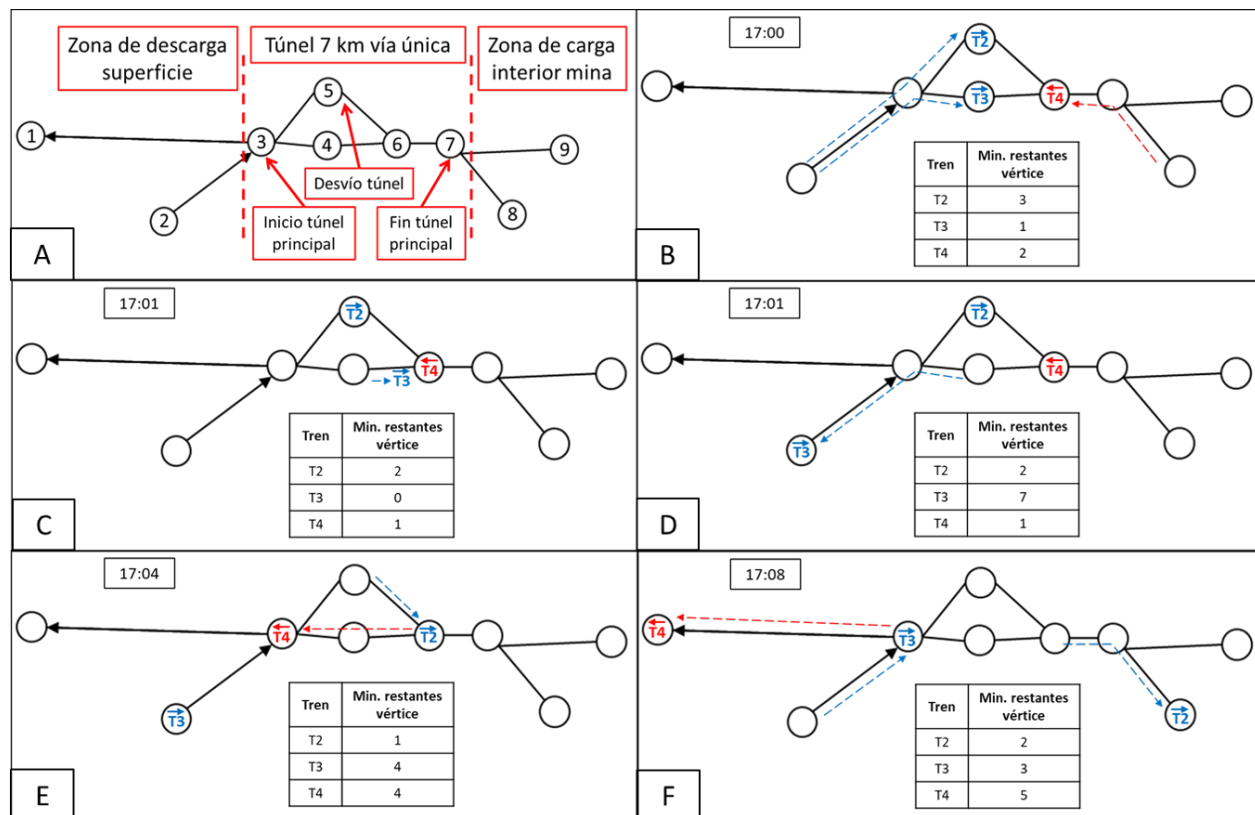 Zona de descarga
superficie
Túnel 7 km vía única
Zona de carga
interior mina
5
1
3
4
6
7
9
2
8
Desvío túnel
Inicio túnel
principal
Fin túnel
principal
A
17:00
T2
T3
T4
Tren
Min. restantes
vértice
T2
3
T3
1
T4
2
B
17:01
T2
T3
T4
Tren
Min. restantes
vértice
T2
2
T3
0
T4
1
C
17:01
T2
T4
T3
Tren
Min. restantes
vértice
T2
2
T3
7
T4
1
D
17:04
T4
T2
T3
Tren
Min. restantes
vértice
T2
1
T3
4
T4
4
E
17:08
T4
T3
T2
Tren
Min. restantes
vértice
T2
2
T3
3
T4
5
F